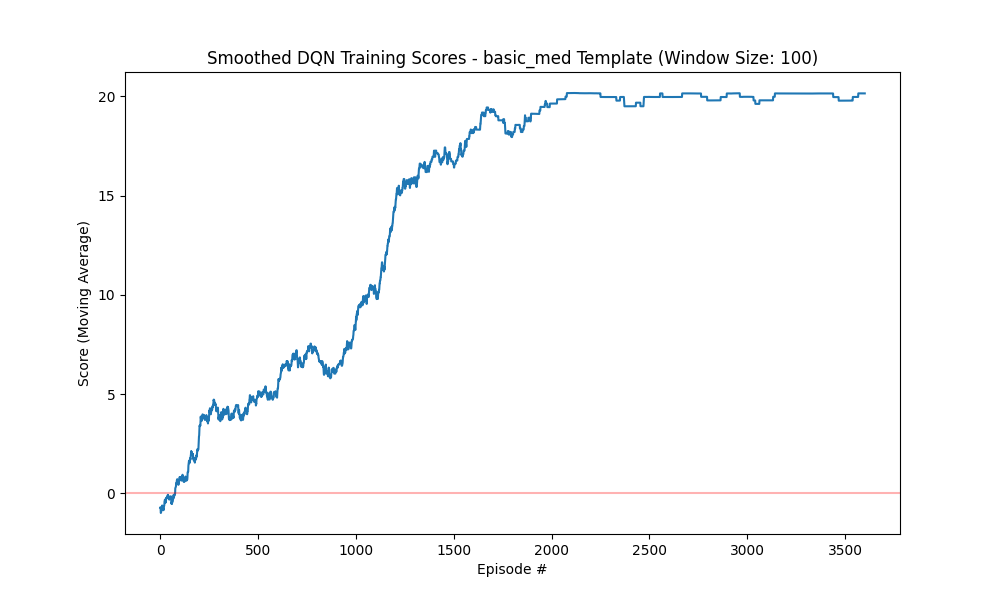 Smoothed DQN Training Scores - basic_med Template (Window Size: 100)
Score (Moving Average)
20
15
10
5
0
0 500 1000 1500 2000 2500 3000 3500
Episode #